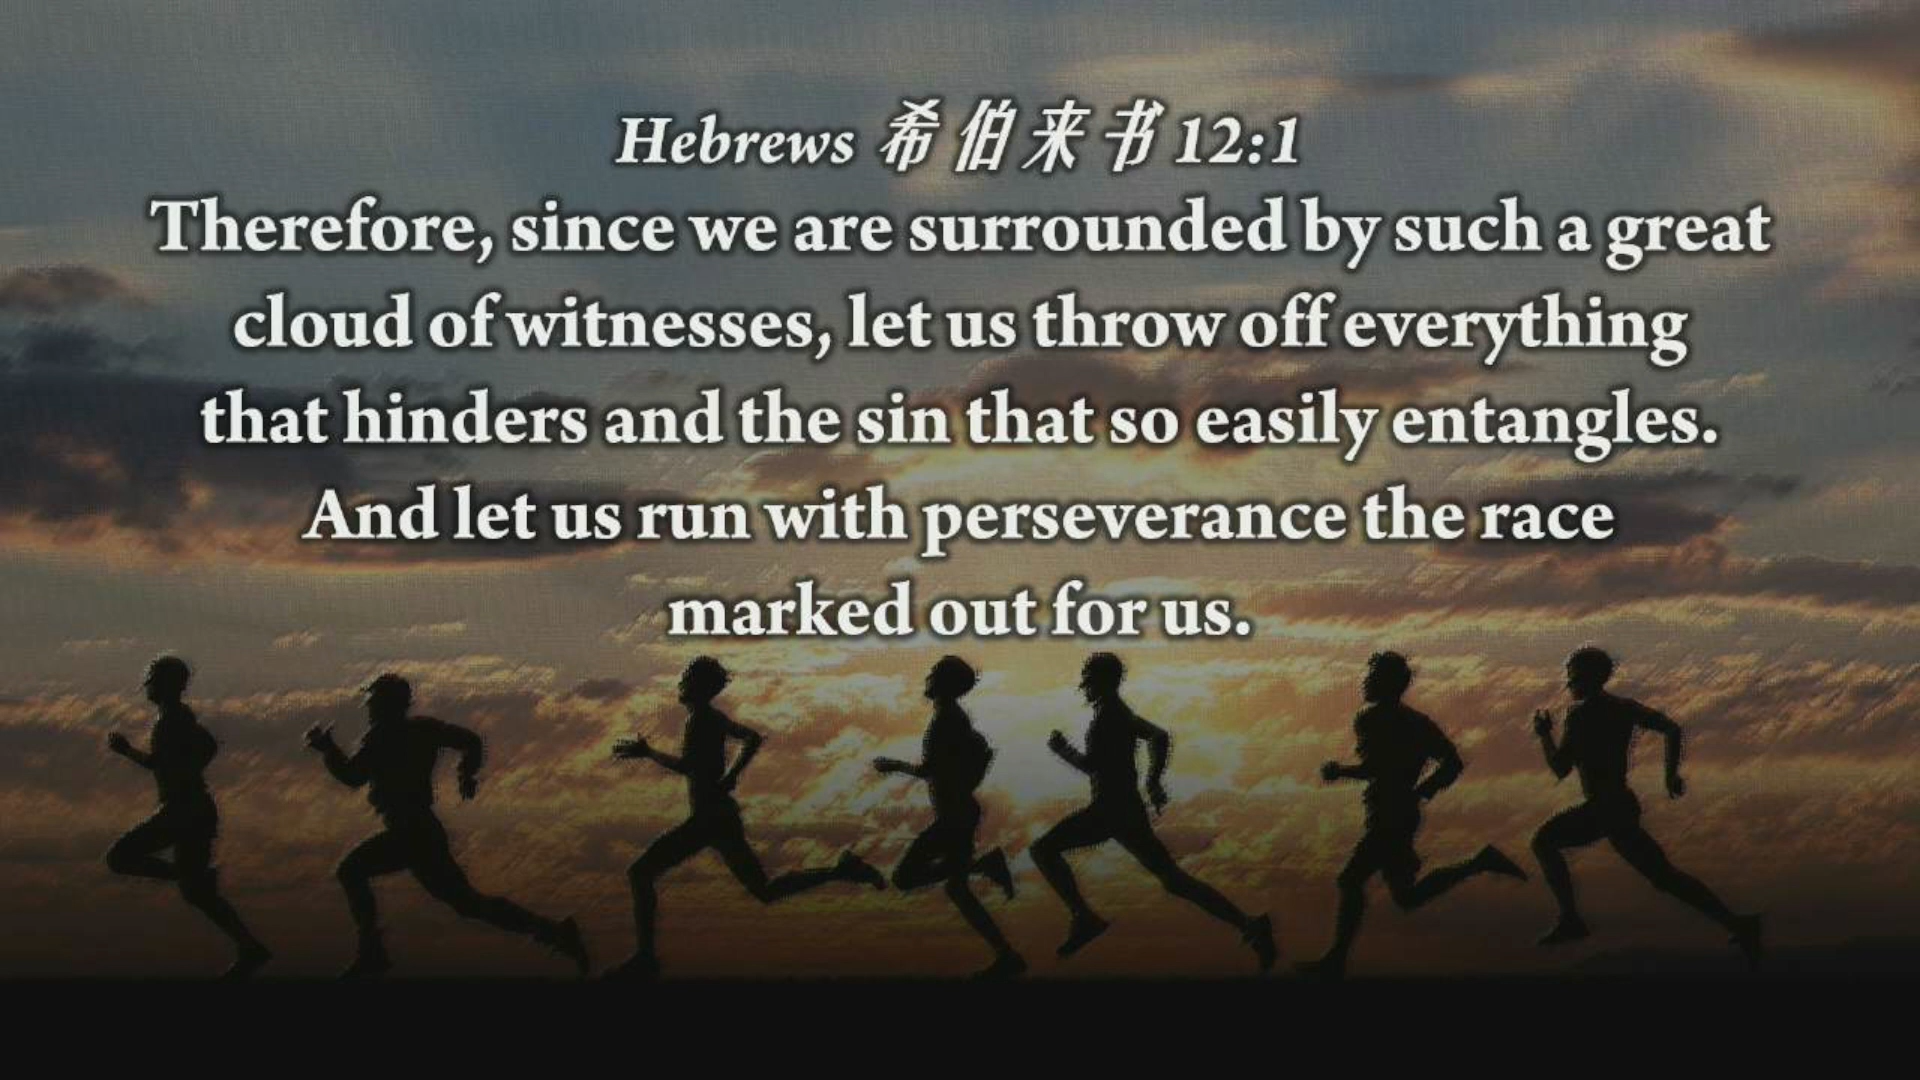 Hebrews 希伯来书 12:1
Therefore, since we are surrounded by such a great
cloud of witnesses, let us throw off everything
that hinders and the sin that so easily entangles.
And let us run with perseverance the race
marked out for us.